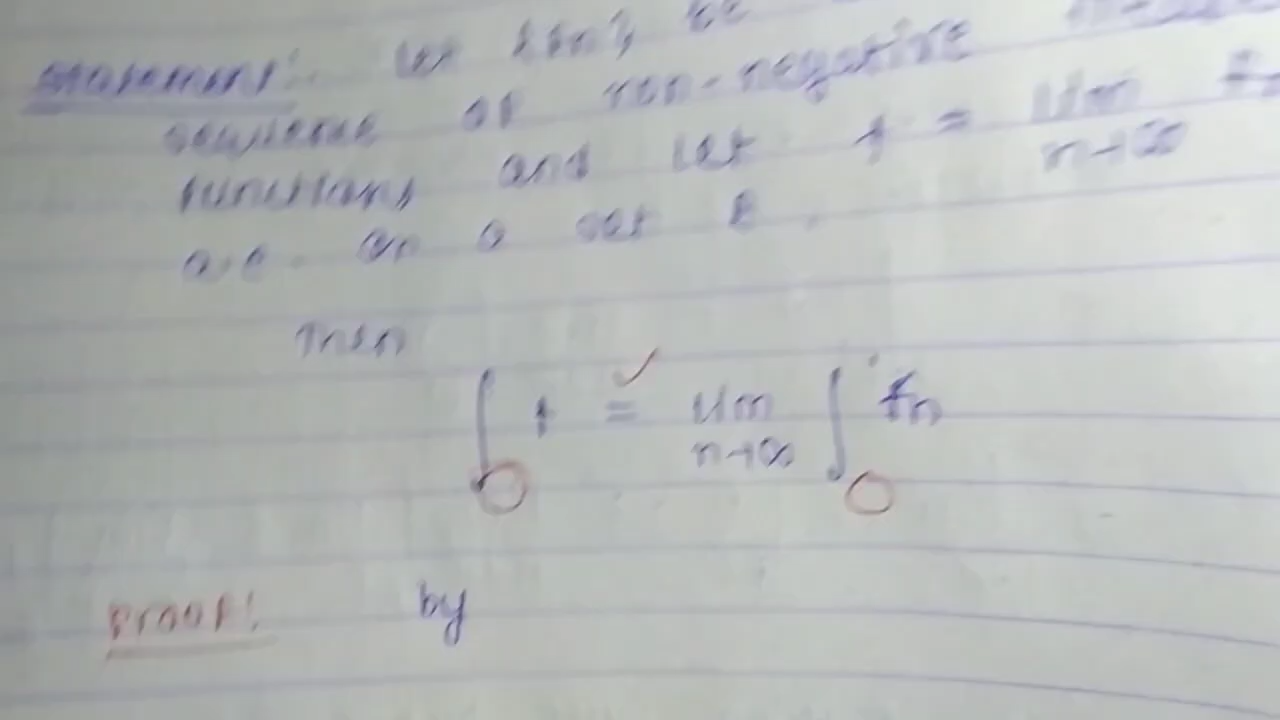 Statement:- Let {fn} be
sequence of non-negative
functions and let f = lim
n→∞
a.e. on a set E.
Then
∫ f = lim ∫ fn
n→∞
Proof: by